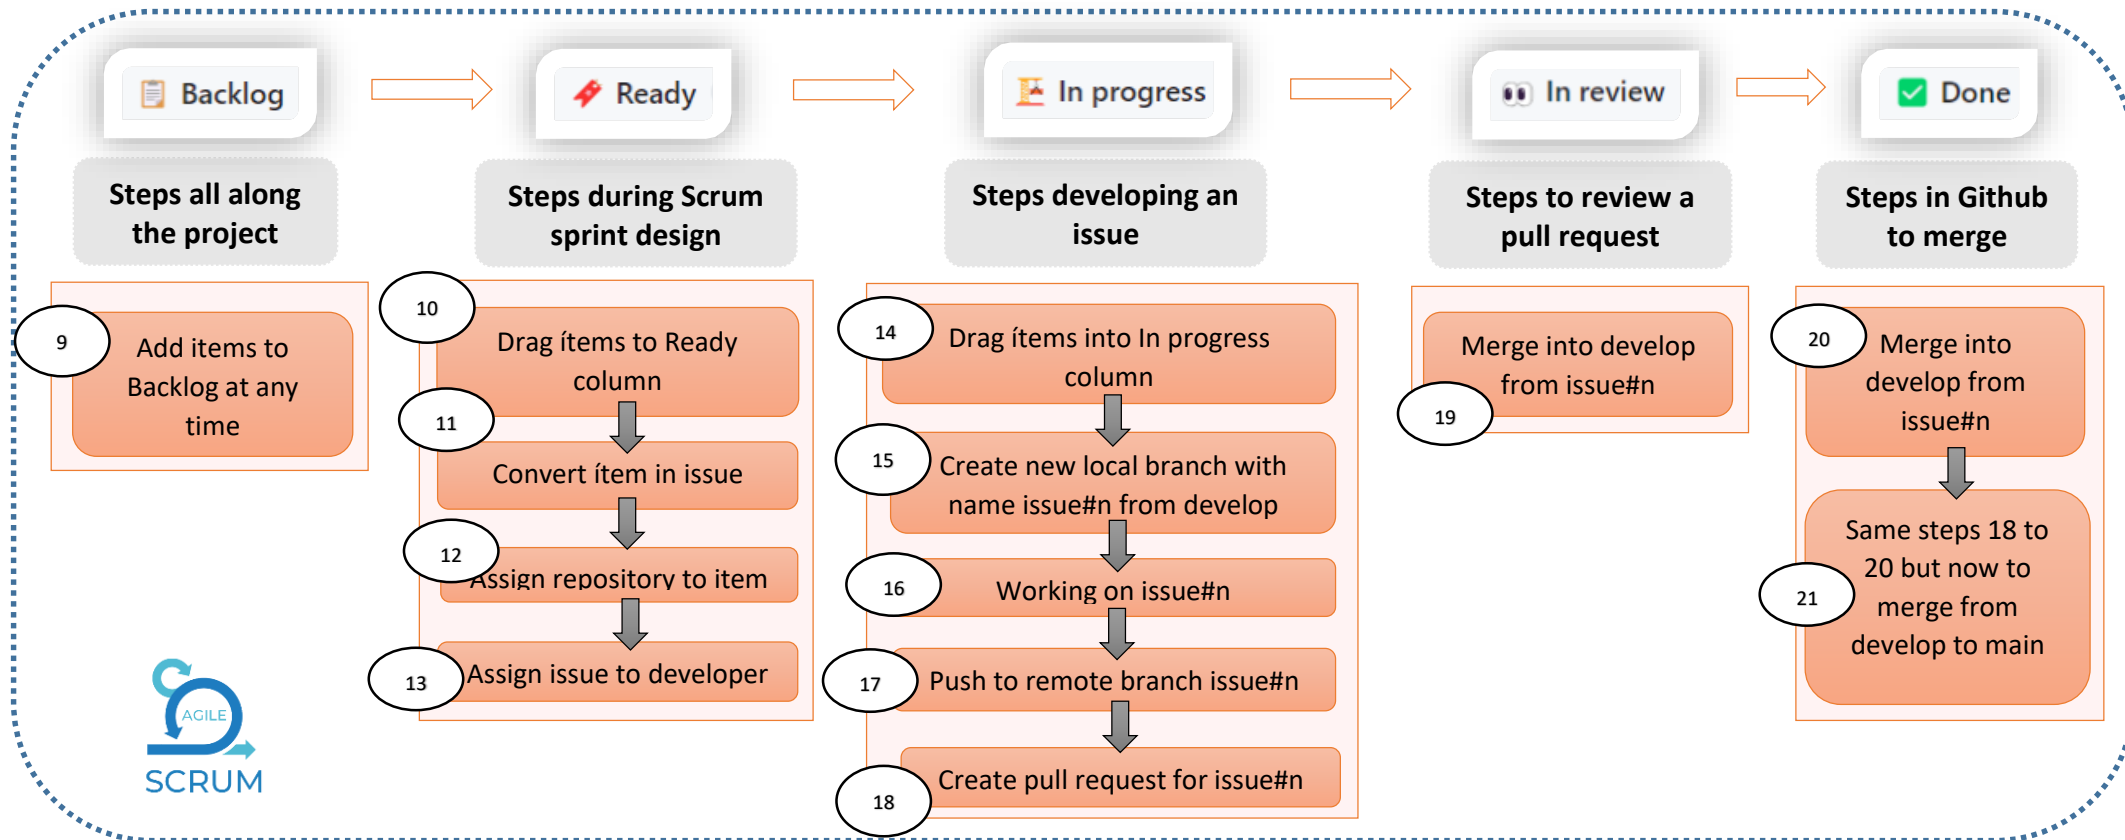 Backlog
Ready
In progress
In review
Done
Steps all along
the project
Steps during Scrum
sprint design
Steps developing an
issue
Steps to review a
pull request
Steps in Github
to merge
9
Add items to
Backlog at any
time
10
Drag ítems to Ready
column
11
Convert ítem in issue
12
Assign repository to item
13
Assign issue to developer
14
Drag ítems into In progress
column
15
Create new local branch with
name issue#n from develop
16
Working on issue#n
17
Push to remote branch issue#n
18
Create pull request for issue#n
Merge into develop
from issue#n
19
20
Merge into
develop from
issue#n
Same steps 18 to
20 but now to
merge from
develop to main
21
AGILE
SCRUM